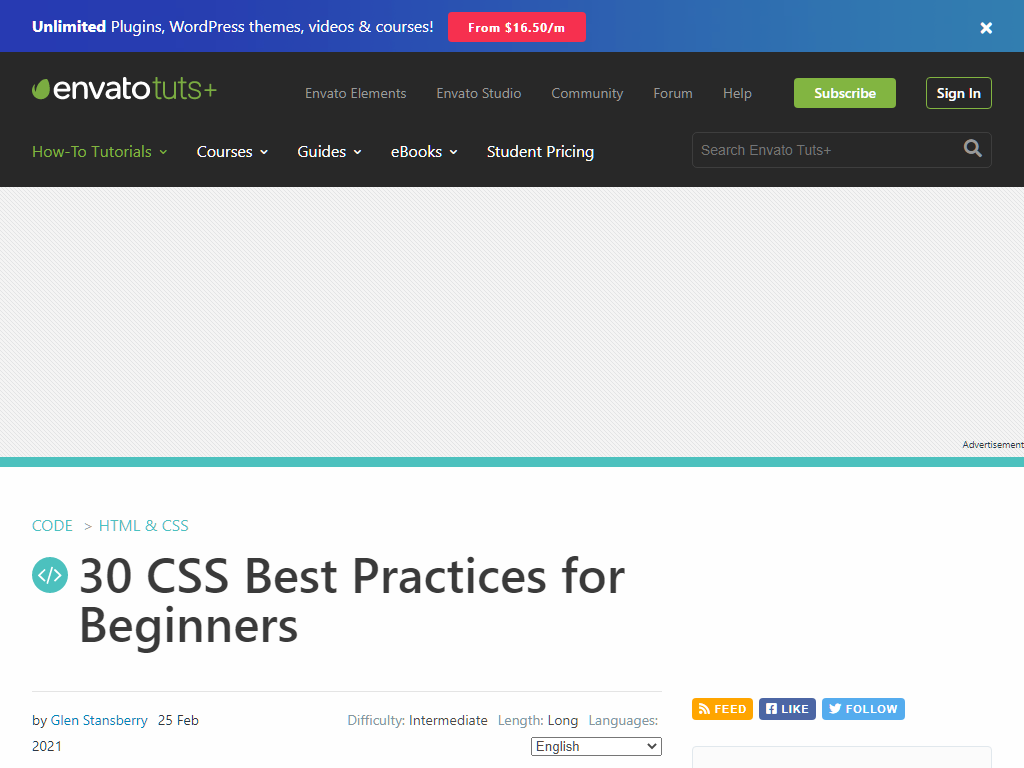 Unlimited Plugins, WordPress themes, videos & courses! From $16.50/m
envatotuts+
Envato Elements Envato Studio Community Forum Help Subscribe Sign In
How-To Tutorials Courses Guides eBooks Student Pricing Search Envato Tuts+
Advertisement
CODE > HTML & CSS
</> 30 CSS Best Practices for
Beginners
by Glen Stansberry 25 Feb
2021
Difficulty: Intermediate Length: Long Languages:
English
FEED LIKE FOLLOW